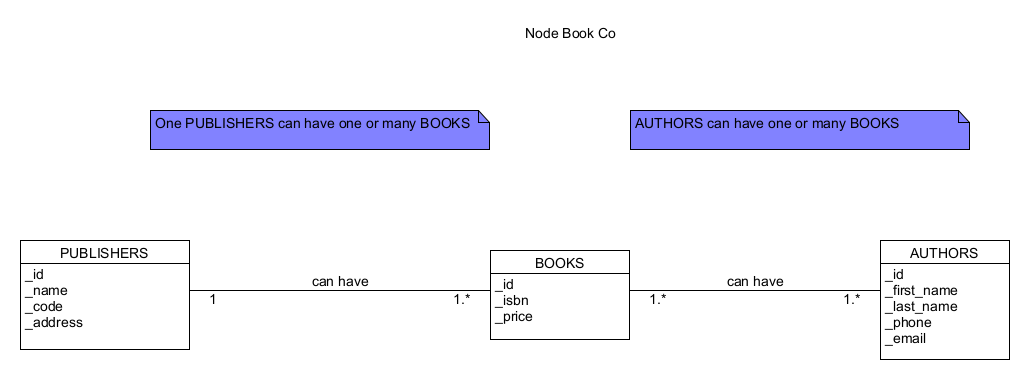 Node Book Co
One PUBLISHERS can have one or many BOOKS
AUTHORS can have one or many BOOKS
PUBLISHERS
_id
_name
_code
_address
can have
1
1.*
BOOKS
_id
_isbn
_price
can have
1.*
1.*
AUTHORS
_id
_first_name
_last_name
_phone
_email